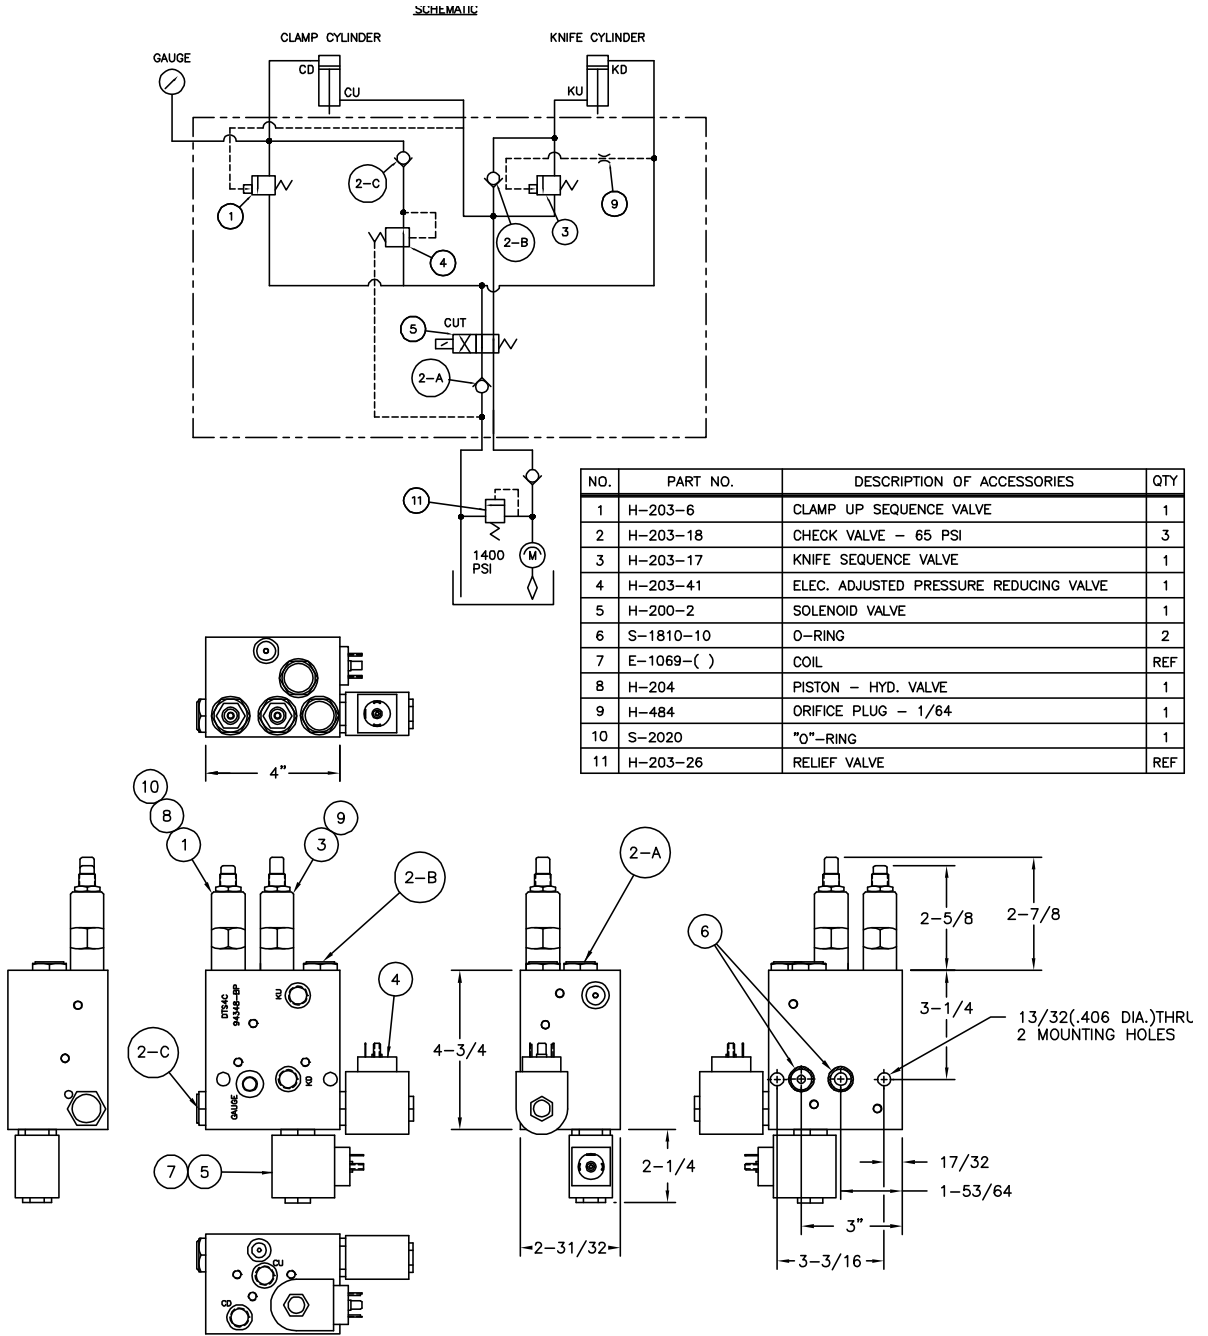 SCHEMATIC
CLAMP CYLINDER
KNIFE CYLINDER
GAUGE
CD
CU
KD
KU
2-C
1
9
3
2-B
4
CUT
5
2-A
11
1400
PSI
M
NO. PART NO. DESCRIPTION OF ACCESSORIES QTY
1 H-203-6 CLAMP UP SEQUENCE VALVE 1
2 H-203-18 CHECK VALVE - 65 PSI 3
3 H-203-17 KNIFE SEQUENCE VALVE 1
4 H-203-41 ELEC. ADJUSTED PRESSURE REDUCING VALVE 1
5 H-200-2 SOLENOID VALVE 1
6 S-1810-10 O-RING 2
7 E-1069-( ) COIL REF
8 H-204 PISTON - HYD. VALVE 1
9 H-484 ORIFICE PLUG - 1/64 1
10 S-2020 "O"-RING 1
11 H-203-26 RELIEF VALVE REF
4"
10
8
1
9
3
2-B
2-A
6
2-5/8
2-7/8
4
KU
DTS4C
94348-BP
3-1/4
13/32(.406 DIA.)THRU
2 MOUNTING HOLES
2-C
4-3/4
KD
GAUGE
7
5
2-1/4
17/32
1-53/64
3"
2-31/32
3-3/16
CU
CD